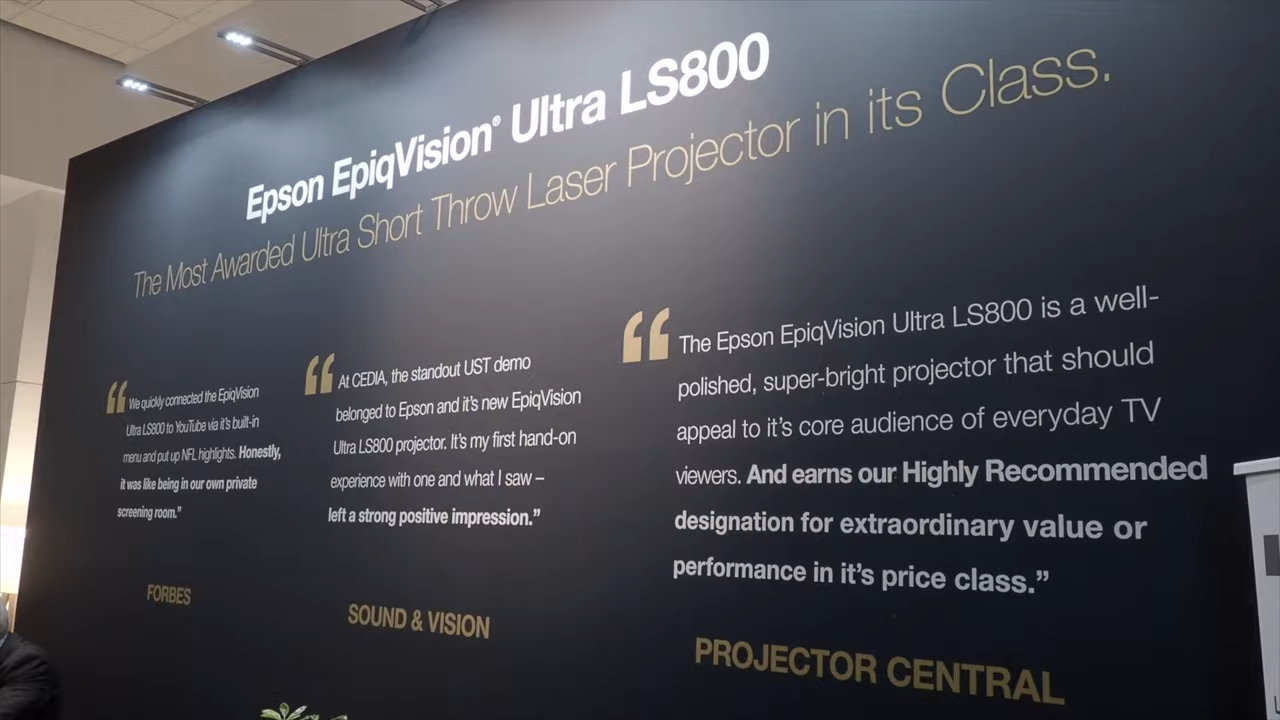 Epson EpiqVision® Ultra LS800
The Most Awarded Ultra Short Throw Laser Projector in its Class.
“We quickly connected the EpiqVision
Ultra LS800 to YouTube via it’s built-in
menu and put up NFL highlights. Honestly,
it was like being in our own private
screening room.”
FORBES
“At CEDIA, the standout UST demo
belonged to Epson and it’s new EpiqVision
Ultra LS800 projector. It’s my first hand-on
experience with one and what I saw –
left a strong positive impression.”
SOUND & VISION
“The Epson EpiqVision Ultra LS800 is a well-
polished, super-bright projector that should
appeal to it’s core audience of everyday TV
viewers. And earns our Highly Recommended
designation for extraordinary value or
performance in it’s price class.”
PROJECTOR CENTRAL